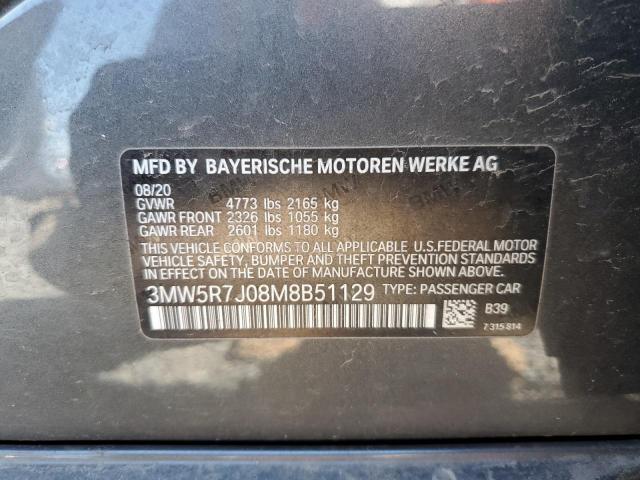 MFD BY BAYERISCHE MOTOREN WERKE AG
08/20
GVWR 4773 lbs 2165 kg
GAWR FRONT 2326 lbs 1055 kg
GAWR REAR 2601 lbs 1180 kg
THIS VEHICLE CONFORMS TO ALL APPLICABLE U.S.FEDERAL MOTOR
VEHICLE SAFETY, BUMPER AND THEFT PREVENTION STANDARDS
IN EFFECT ON THE DATE OF MANUFACTURE SHOWN ABOVE.
3MW5R7J08M8B51129 TYPE: PASSENGER CAR
B39
7 315 814